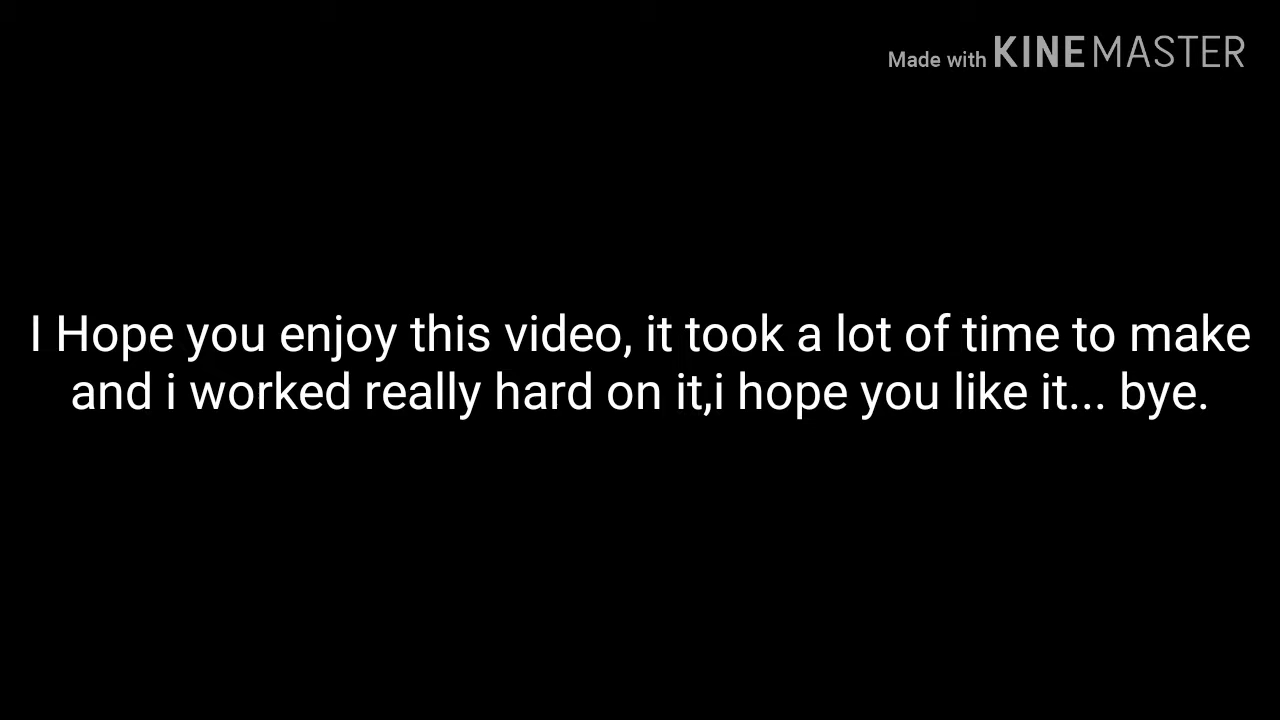 Made with KINEMASTER
I Hope you enjoy this video, it took a lot of time to make
and i worked really hard on it,i hope you like it... bye.